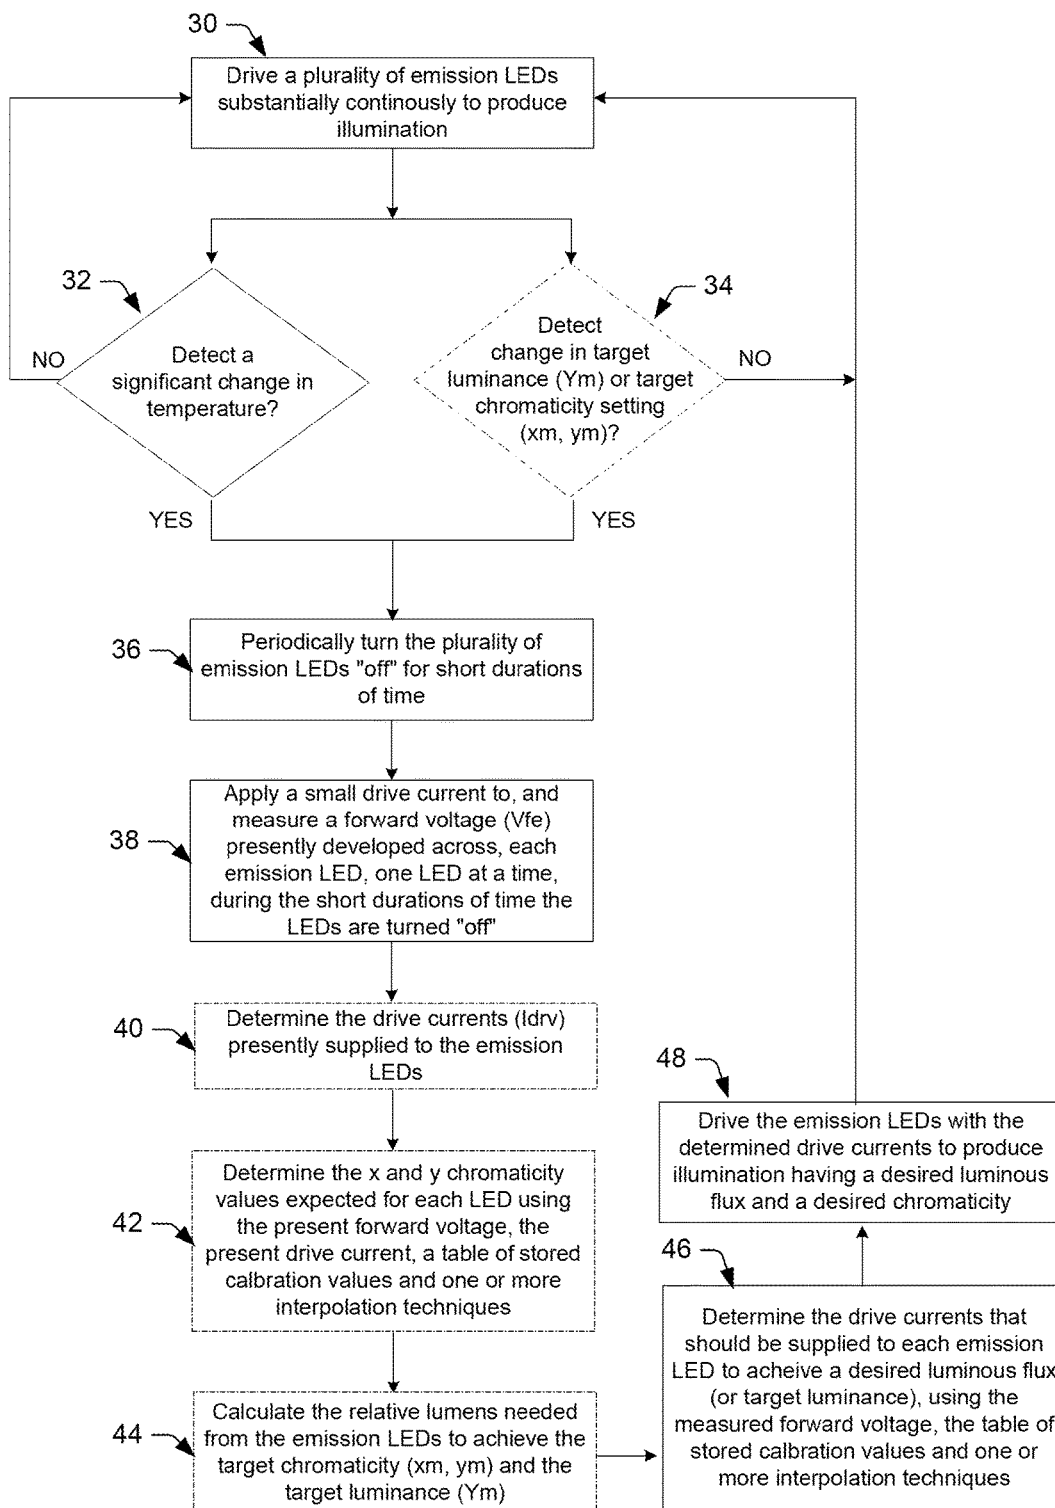 30
Drive a plurality of emission LEDs
substantially continously to produce
illumination
32
34
Detect a
significant change in
temperature?
NO
Detect
change in target
luminance (Ym) or target
chromaticity setting
(xm, ym)?
NO
YES
YES
36
Periodically turn the plurality of
emission LEDs "off" for short durations
of time
38
Apply a small drive current to, and
measure a forward voltage (Vfe)
presently developed across, each
emission LED, one LED at a time,
during the short durations of time the
LEDs are turned "off"
40
Determine the drive currents (Idrv)
presently supplied to the emission
LEDs
42
Determine the x and y chromaticity
values expected for each LED using
the present forward voltage, the
present drive current, a table of stored
calbration values and one or more
interpolation techniques
44
Calculate the relative lumens needed
from the emission LEDs to achieve the
target chromaticity (xm, ym) and the
target luminance (Ym)
46
Determine the drive currents that
should be supplied to each emission
LED to acheive a desired luminous flux
(or target luminance), using the
measured forward voltage, the table of
stored calbration values and one or
more interpolation techniques
48
Drive the emission LEDs with the
determined drive currents to produce
illumination having a desired luminous
flux and a desired chromaticity